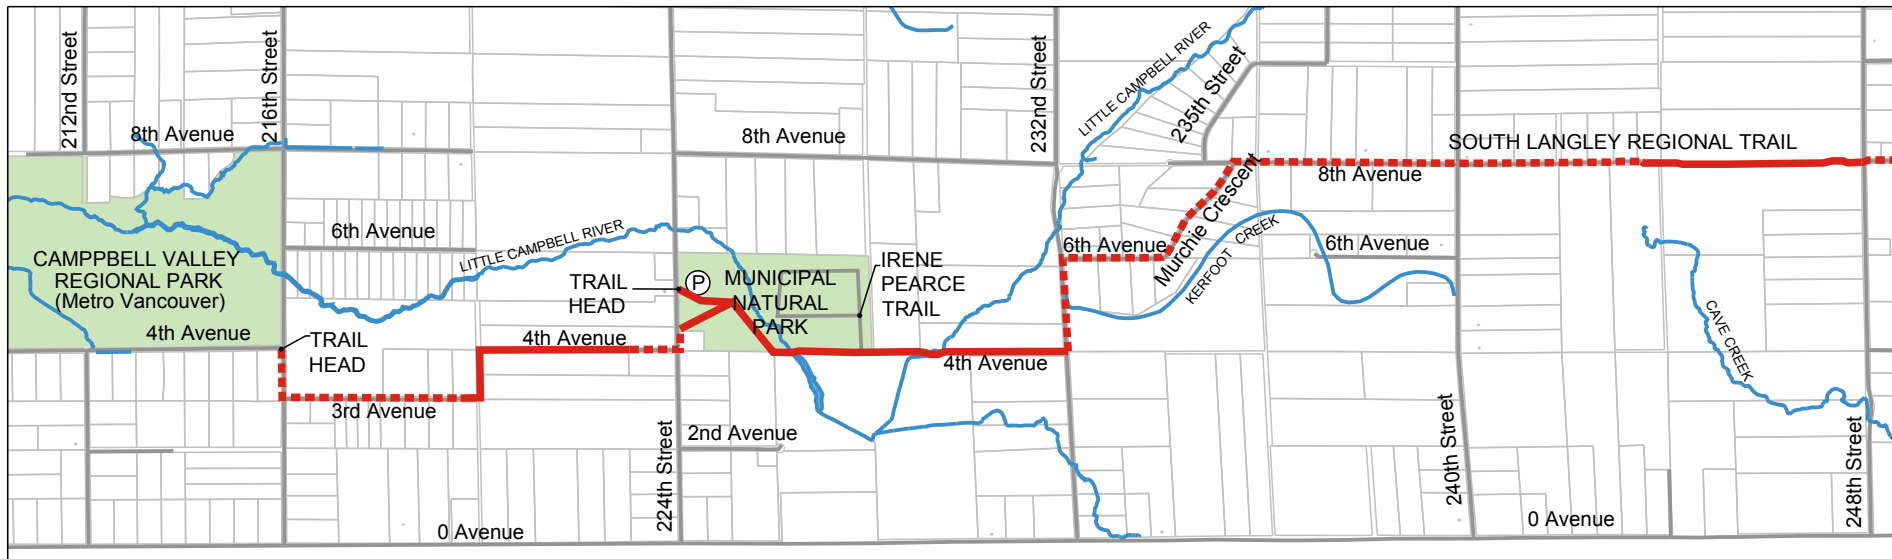 212nd Street
216th Street
8th Avenue
CAMPPBELL VALLEY
REGIONAL PARK
(Metro Vancouver)
4th Avenue
6th Avenue
LITTLE CAMPBELL RIVER
TRAIL
HEAD
3rd Avenue
4th Avenue
TRAIL
HEAD
P
MUNICIPAL
NATURAL
PARK
IRENE
PEARCE
TRAIL
8th Avenue
224th Street
2nd Avenue
0 Avenue
4th Avenue
232nd Street
LITTLE CAMPBELL RIVER
235th Street
6th Avenue
Murchie Crescent
KERFOOT CREEK
8th Avenue
SOUTH LANGLEY REGIONAL TRAIL
6th Avenue
240th Street
CAVE CREEK
0 Avenue
248th Street